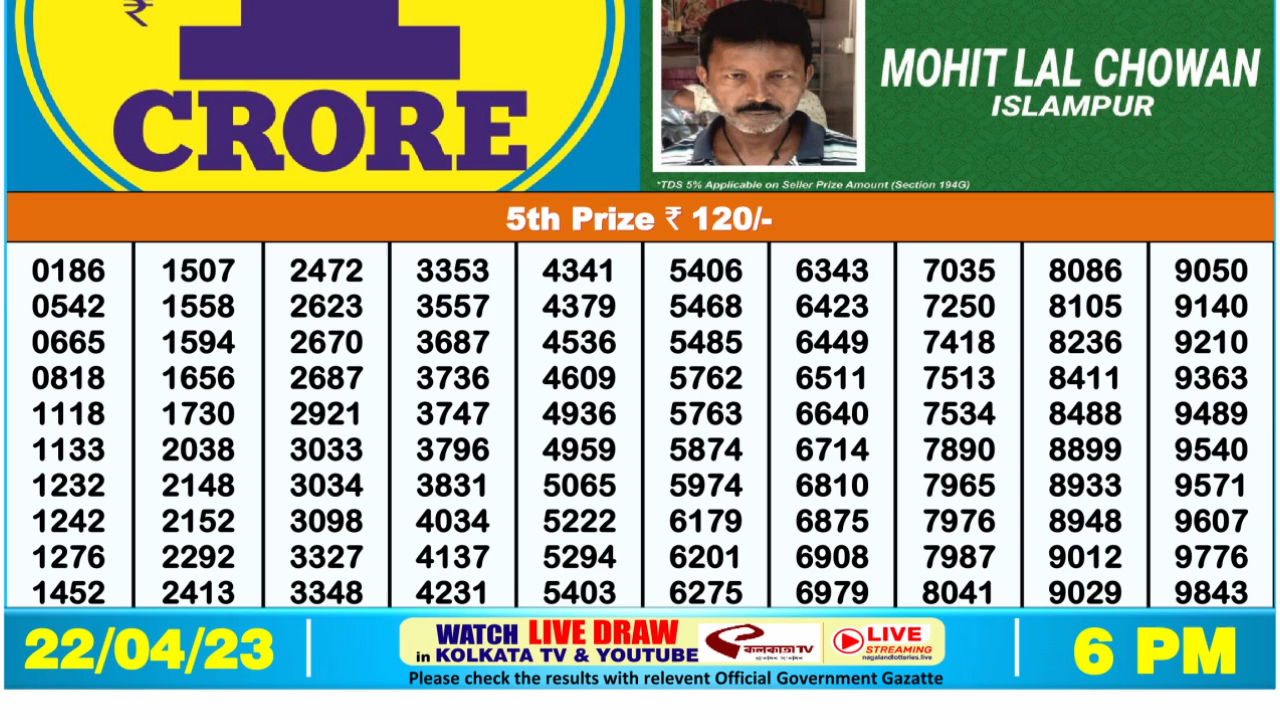 ₹ 1
CRORE
MOHIT LAL CHOWAN
ISLAMPUR
*TDS 5% Applicable on Seller Prize Amount (Section 194G)
5th Prize ₹ 120/-
0186 1507 2472 3353 4341 5406 6343 7035 8086 9050
0542 1558 2623 3557 4379 5468 6423 7250 8105 9140
0665 1594 2670 3687 4536 5485 6449 7418 8236 9210
0818 1656 2687 3736 4609 5762 6511 7513 8411 9363
1118 1730 2921 3747 4936 5763 6640 7534 8488 9489
1133 2038 3033 3796 4959 5874 6714 7890 8899 9540
1232 2148 3034 3831 5065 5974 6810 7965 8933 9571
1242 2152 3098 4034 5222 6179 6875 7976 8948 9607
1276 2292 3327 4137 5294 6201 6908 7987 9012 9776
1452 2413 3348 4231 5403 6275 6979 8041 9029 9843
22/04/23
WATCH LIVE DRAW
in KOLKATA TV & YOUTUBE
কলকাতা TV
LIVE
STREAMING
nagalandlotteries.live
Please check the results with relevent Official Government Gazatte
6 PM